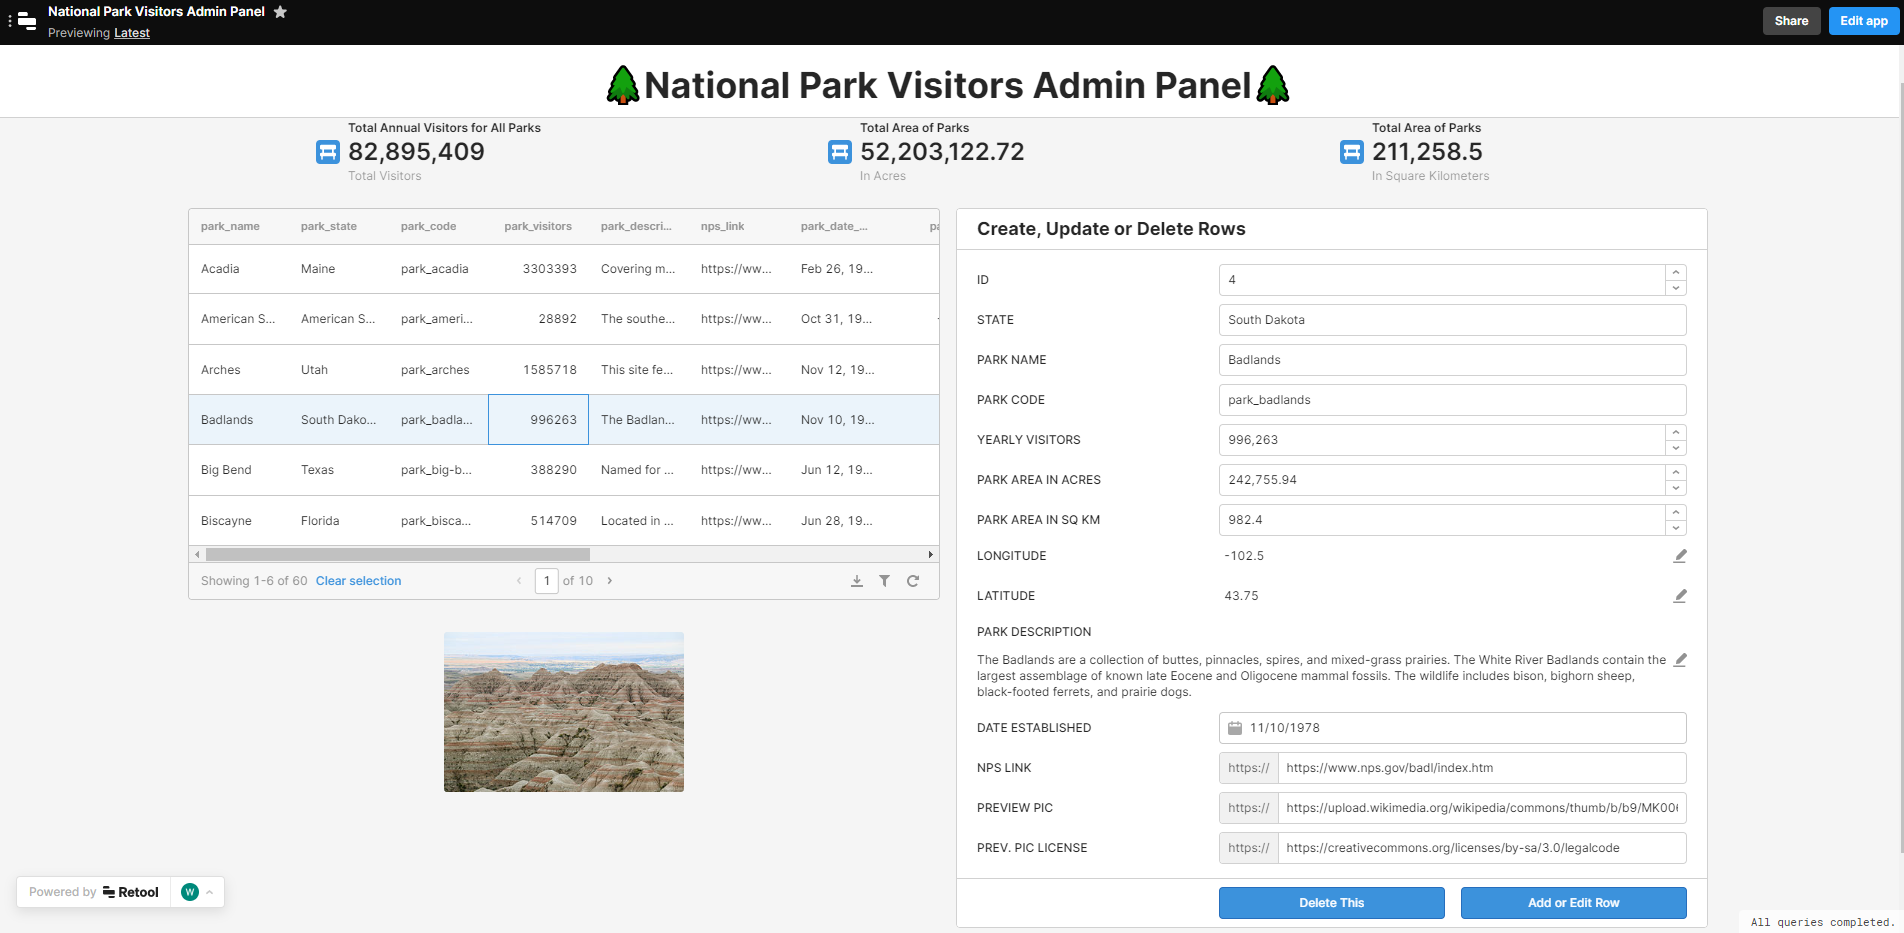 National Park Visitors Admin Panel
Previewing Latest
Share
Edit app
National Park Visitors Admin Panel
Total Annual Visitors for All Parks
82,895,409
Total Visitors
Total Area of Parks
52,203,122.72
In Acres
Total Area of Parks
211,258.5
In Square Kilometers
park_name park_state park_code park_visitors park_descri... nps_link park_date_... pa
Acadia Maine park_acadia 3303393 Covering m... https://ww... Feb 26, 19...
American S... American S... park_ameri... 28892 The southe... https://ww... Oct 31, 19...
Arches Utah park_arches 1585718 This site fe... https://ww... Nov 12, 19...
Badlands South Dako... park_badla... 996263 The Badlan... https://ww... Nov 10, 19...
Big Bend Texas park_big-b... 388290 Named for ... https://ww... Jun 12, 19...
Biscayne Florida park_bisca... 514709 Located in ... https://ww... Jun 28, 19...
Showing 1-6 of 60 Clear selection 1 of 10
Create, Update or Delete Rows
ID 4
STATE South Dakota
PARK NAME Badlands
PARK CODE park_badlands
YEARLY VISITORS 996,263
PARK AREA IN ACRES 242,755.94
PARK AREA IN SQ KM 982.4
LONGITUDE -102.5
LATITUDE 43.75
PARK DESCRIPTION
The Badlands are a collection of buttes, pinnacles, spires, and mixed-grass prairies. The White River Badlands contain the
largest assemblage of known late Eocene and Oligocene mammal fossils. The wildlife includes bison, bighorn sheep,
black-footed ferrets, and prairie dogs.
DATE ESTABLISHED 11/10/1978
NPS LINK https:// https://www.nps.gov/badl/index.htm
PREVIEW PIC https:// https://upload.wikimedia.org/wikipedia/commons/thumb/b/b9/MK006
PREV. PIC LICENSE https:// https://creativecommons.org/licenses/by-sa/3.0/legalcode
Delete This
Add or Edit Row
Powered by Retool W
All queries completed.